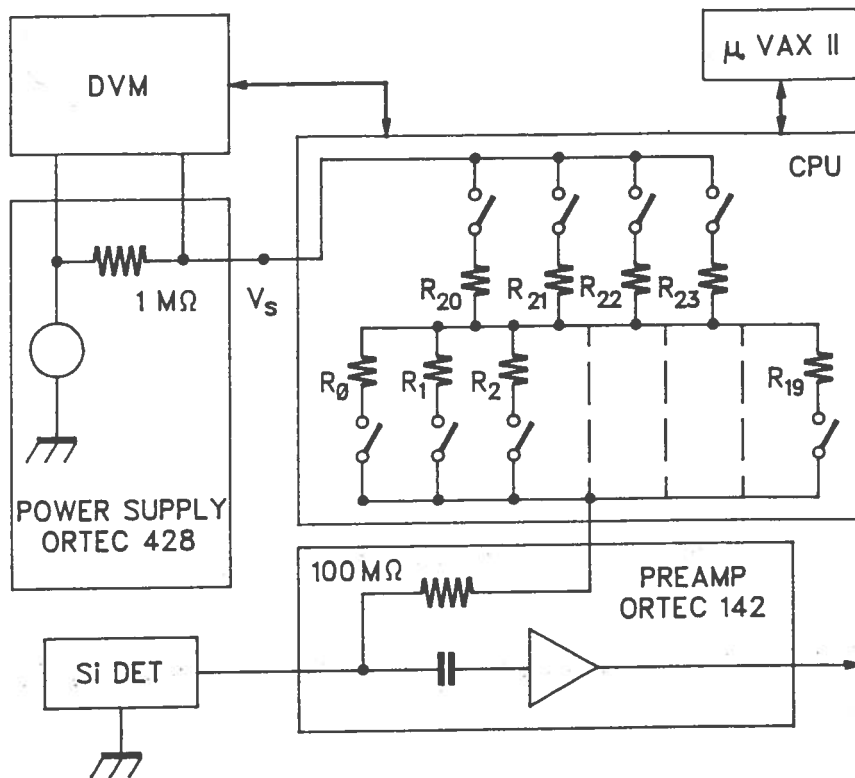 DVM
μ VAX II
CPU
1 MΩ
Vs
R20
R21
R22
R23
RØ
R1
R2
R19
POWER SUPPLY
ORTEC 428
100 MΩ
PREAMP
ORTEC 142
Si DET